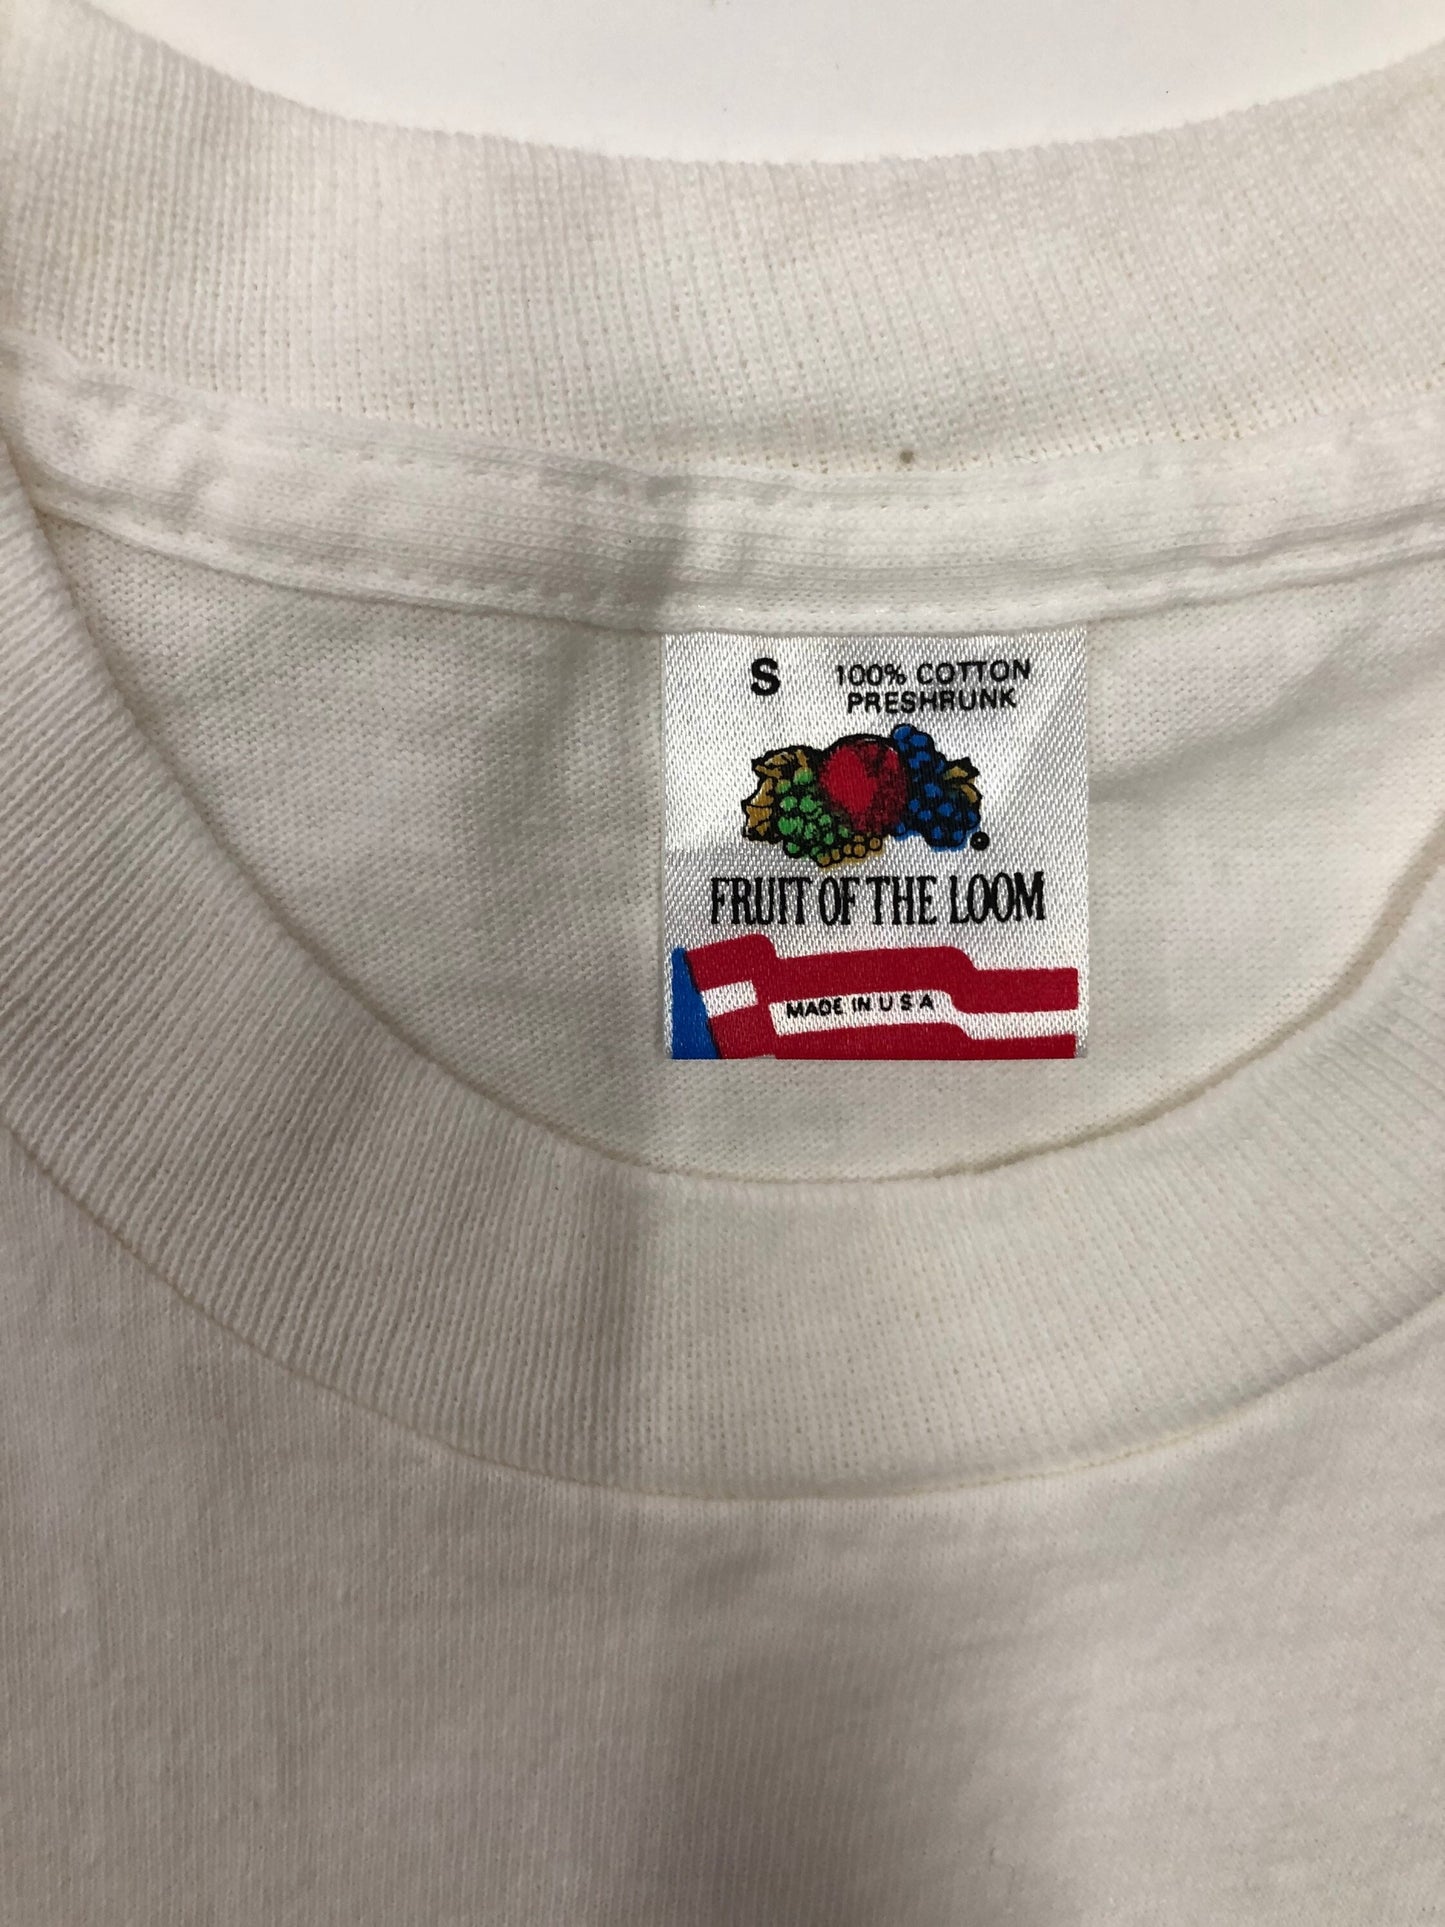 S 100% COTTON
PRESHRUNK
FRUIT OF THE LOOM
MADE IN U S A